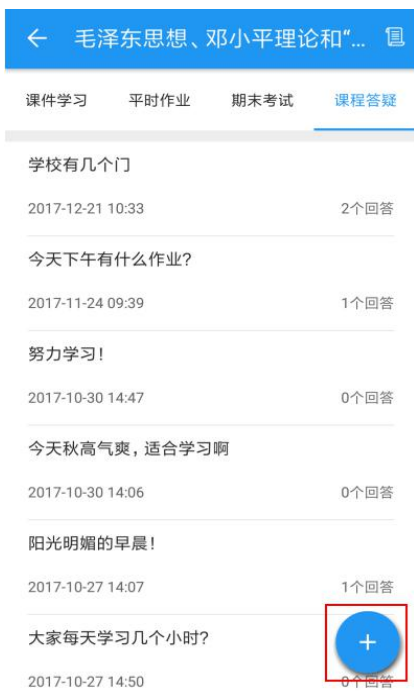 毛泽东思想、邓小平理论和“...
课件学习 平时作业 期末考试 课程答疑
学校有几个门
2017-12-21 10:33 2个回答
今天下午有什么作业?
2017-11-24 09:39 1个回答
努力学习!
2017-10-30 14:47 0个回答
今天秋高气爽，适合学习啊
2017-10-30 14:06 0个回答
阳光明媚的早晨!
2017-10-27 14:07 1个回答
大家每天学习几个小时?
2017-10-27 14:50 0个回答